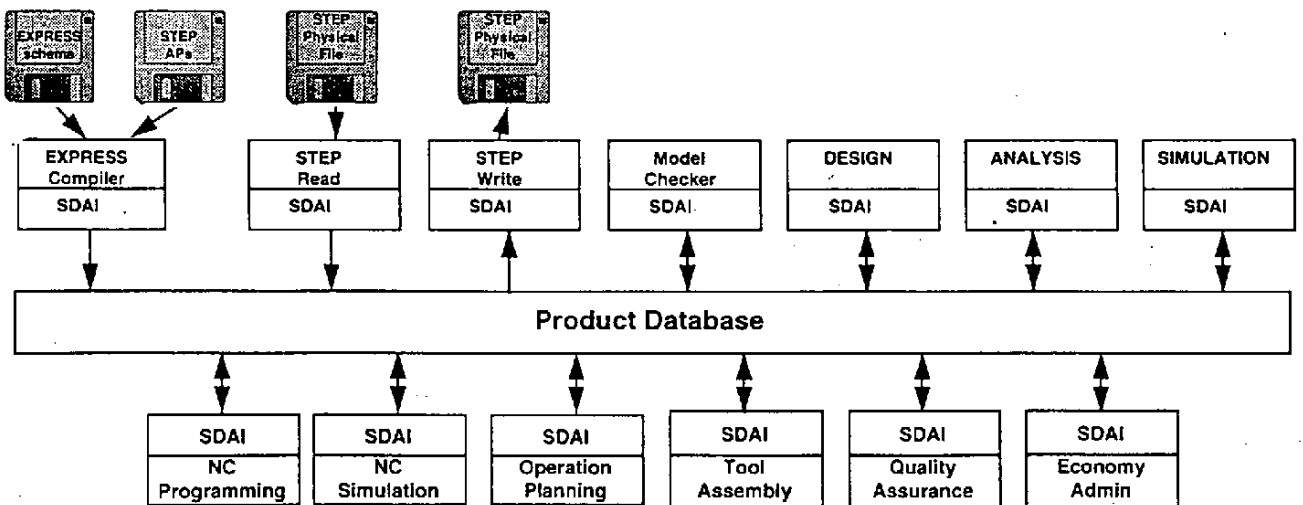 EXPRESS
schema
STEP
APs
STEP
Physical
File
STEP
Physical
File
EXPRESS
Compiler
SDAI
STEP
Read
SDAI
STEP
Write
SDAI
Model
Checker
SDAI
DESIGN
SDAI
ANALYSIS
SDAI
SIMULATION
SDAI
Product Database
SDAI
NC
Programming
SDAI
NC
Simulation
SDAI
Operation
Planning
SDAI
Tool
Assembly
SDAI
Quality
Assurance
SDAI
Economy
Admin